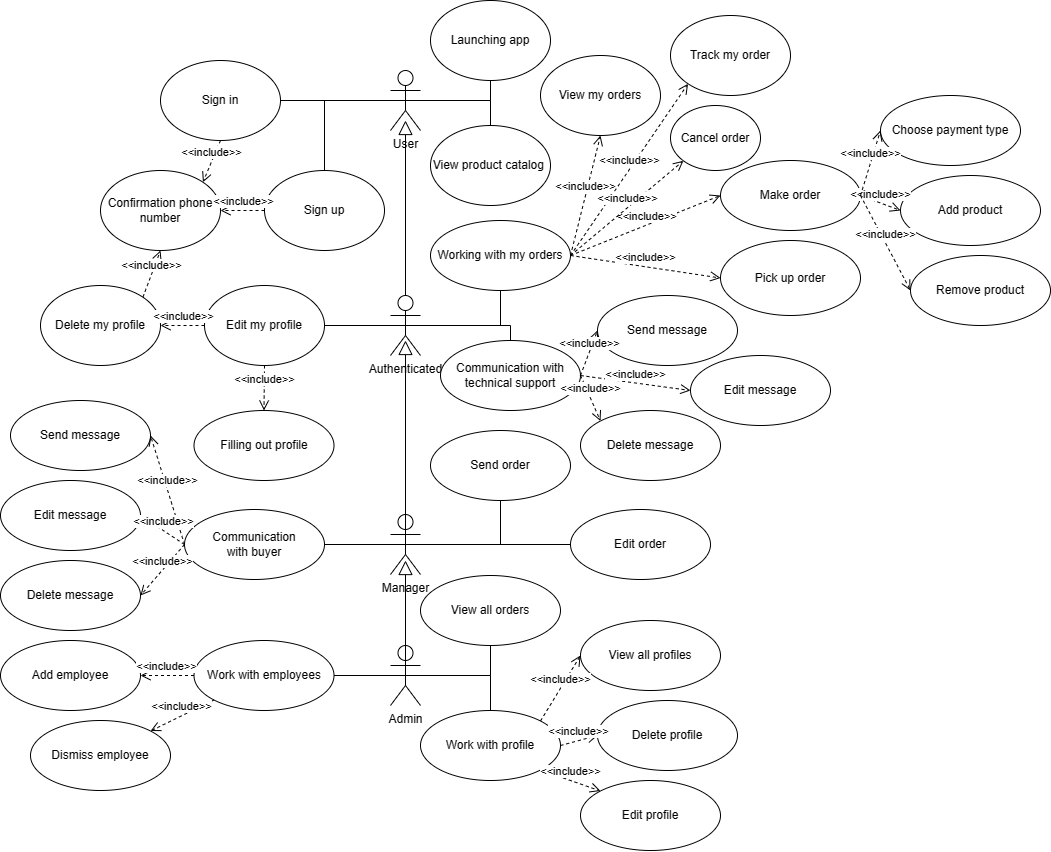 Launching app
Track my order
View my orders
Sign in
Choose payment type
Cancel order
User
<<include>>
<<include>>
<<include>>
View product catalog
<<include>>
Make order
<<include>>
Confirmation phone
number
<<include>>
Sign up
<<include>>
<<include>>
Add product
<<include>>
<<include>>
Working with my orders
<<include>>
<<include>>
Pick up order
Remove product
Delete my profile
<<include>>
Edit my profile
Send message
<<include>>
Authenticated
Communication with
technical support
<<include>>
<<include>>
<<include>>
Edit message
Send message
Filling out profile
Delete message
Send order
<<include>>
Edit message
<<include>>
Communication
with buyer
Edit order
<<include>>
Manager
Delete message
View all orders
View all profiles
<<include>>
Add employee
Work with employees
<<include>>
<<include>>
Admin
<<include>>
Delete profile
Work with profile
Dismiss employee
<<include>>
Edit profile